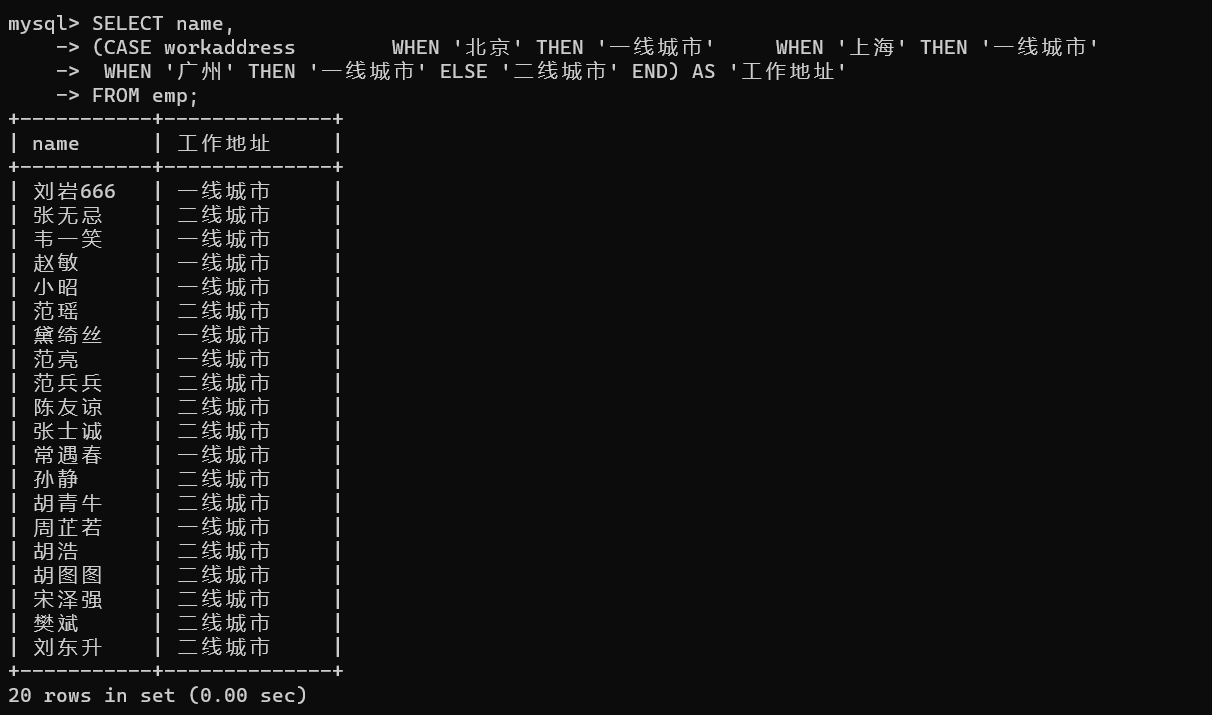 mysql> SELECT name,
    -> (CASE workaddress        WHEN '北京' THEN '一线城市'     WHEN '上海' THEN '一线城市'
    ->  WHEN '广州' THEN '一线城市' ELSE '二线城市' END) AS '工作地址'
    -> FROM emp;
+-----------+--------------+
| name      | 工作地址     |
+-----------+--------------+
| 刘岩666   | 一线城市     |
| 张无忌    | 二线城市     |
| 韦一笑    | 一线城市     |
| 赵敏      | 一线城市     |
| 小昭      | 一线城市     |
| 范瑶      | 二线城市     |
| 黛绮丝    | 一线城市     |
| 范亮      | 一线城市     |
| 范兵兵    | 二线城市     |
| 陈友谅    | 二线城市     |
| 张士诚    | 二线城市     |
| 常遇春    | 一线城市     |
| 孙静      | 二线城市     |
| 胡青牛    | 二线城市     |
| 周芷若    | 一线城市     |
| 胡浩      | 二线城市     |
| 胡图图    | 二线城市     |
| 宋泽强    | 二线城市     |
| 樊斌      | 二线城市     |
| 刘东升    | 二线城市     |
+-----------+--------------+
20 rows in set (0.00 sec)